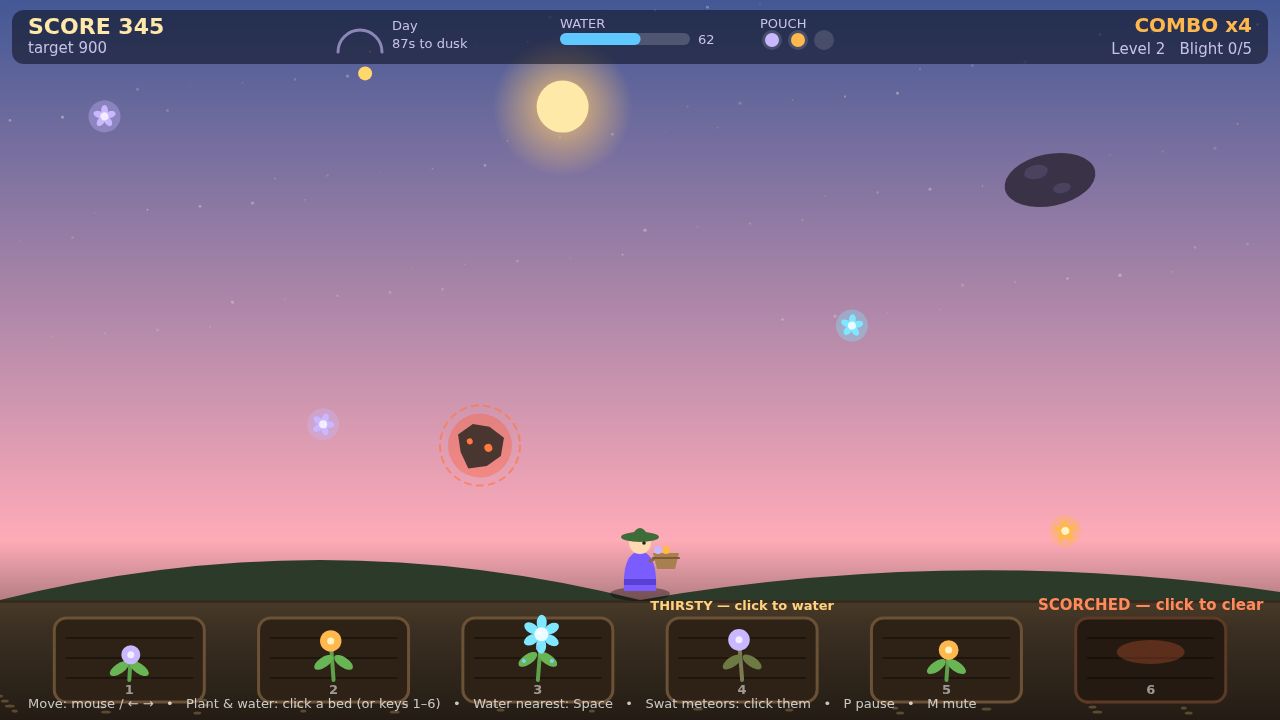 SCORE 345
target 900
Day
87s to dusk
WATER
62
POUCH
COMBO x4
Level 2 Blight 0/5
THIRSTY — click to water
SCORCHED — click to clear
1
2
3
4
5
6
Move: mouse / ← → • Plant & water: click a bed (or keys 1–6) • Water nearest: Space • Swat meteors: click them • P pause • M mute